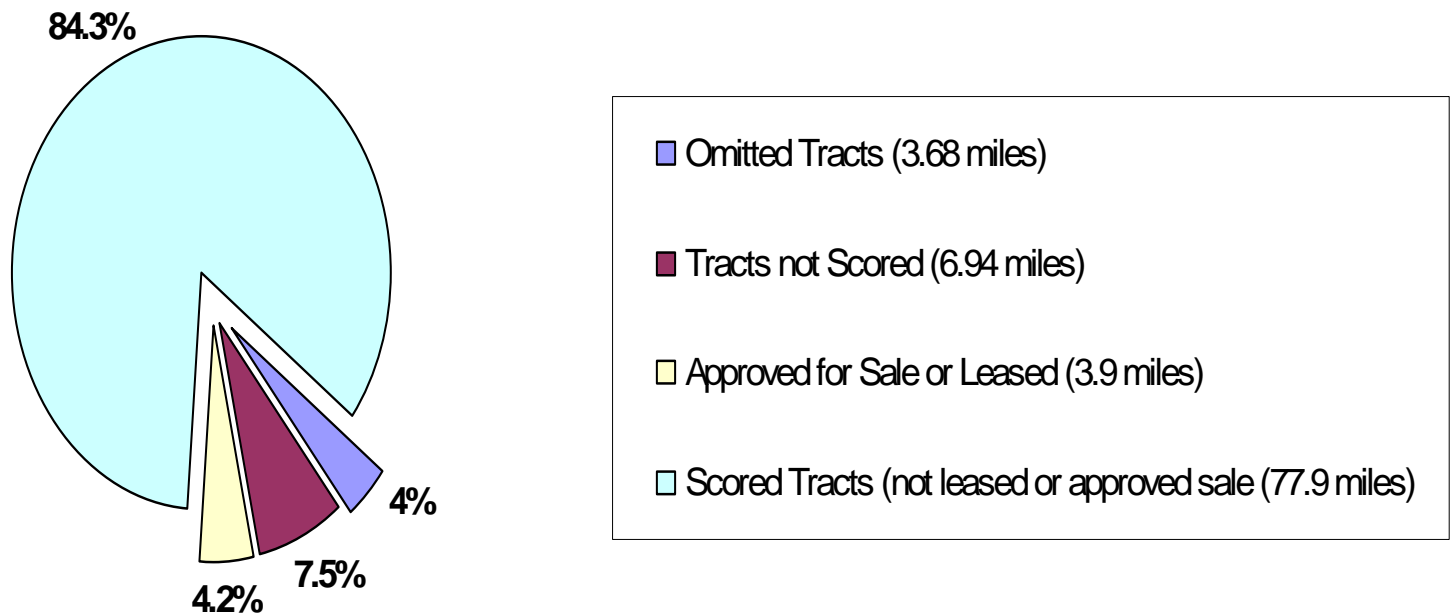 84.3%
Omitted Tracts (3.68 miles)
Tracts not Scored (6.94 miles)
Approved for Sale or Leased (3.9 miles)
Scored Tracts (not leased or approved sale (77.9 miles)
4%
7.5%
4.2%